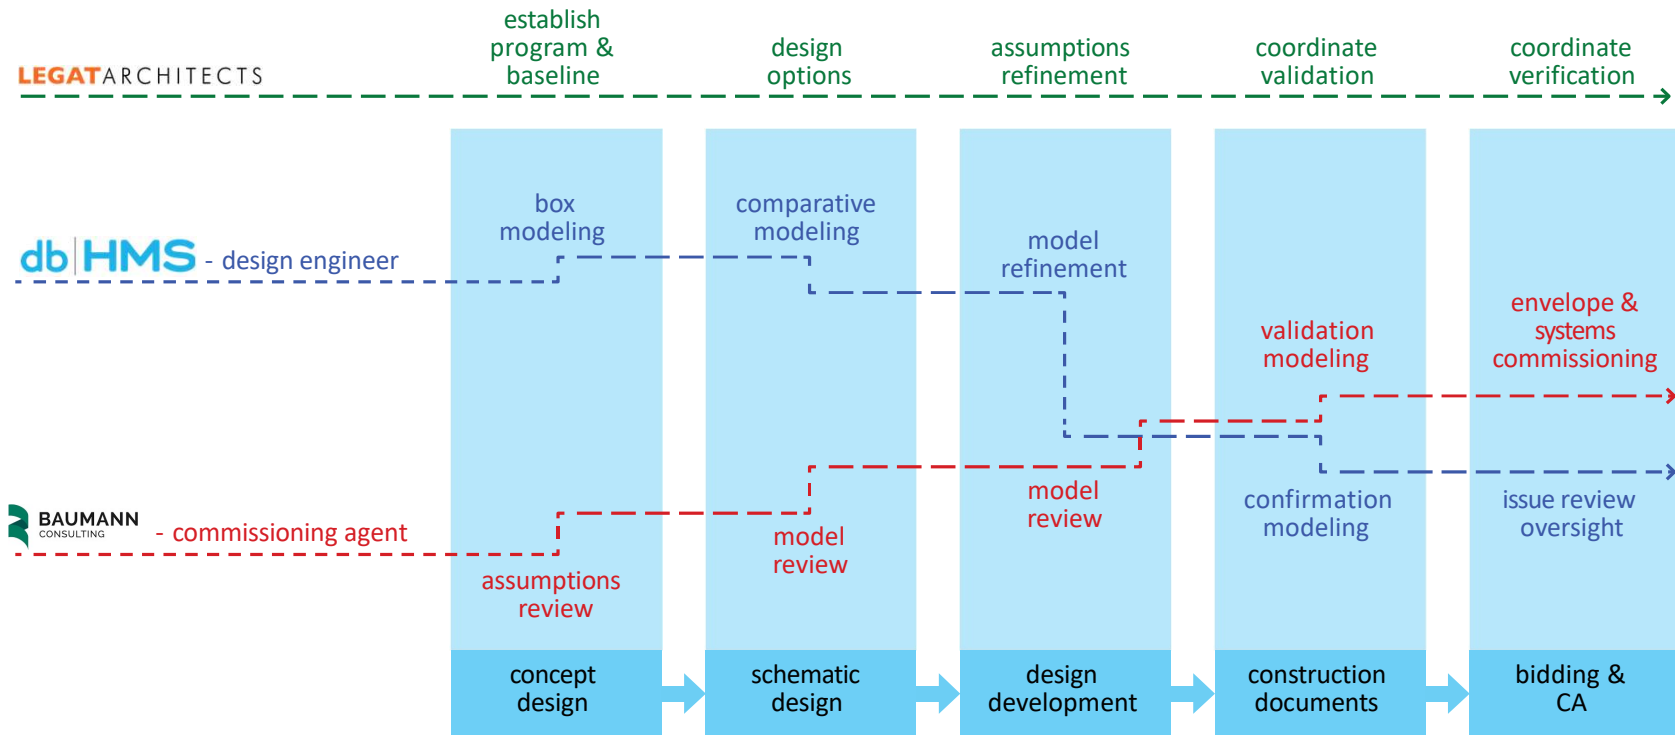 establish
program &
baseline
design
options
assumptions
refinement
coordinate
validation
coordinate
verification
LEGATARCHITECTS
box
modeling
comparative
modeling
model
refinement
db|HMS - design engineer
envelope &
systems
commissioning
validation
modeling
BAUMANN
CONSULTING
- commissioning agent
assumptions
review
model
review
model
review
confirmation
modeling
issue review
oversight
concept
design
schematic
design
design
development
construction
documents
bidding &
CA